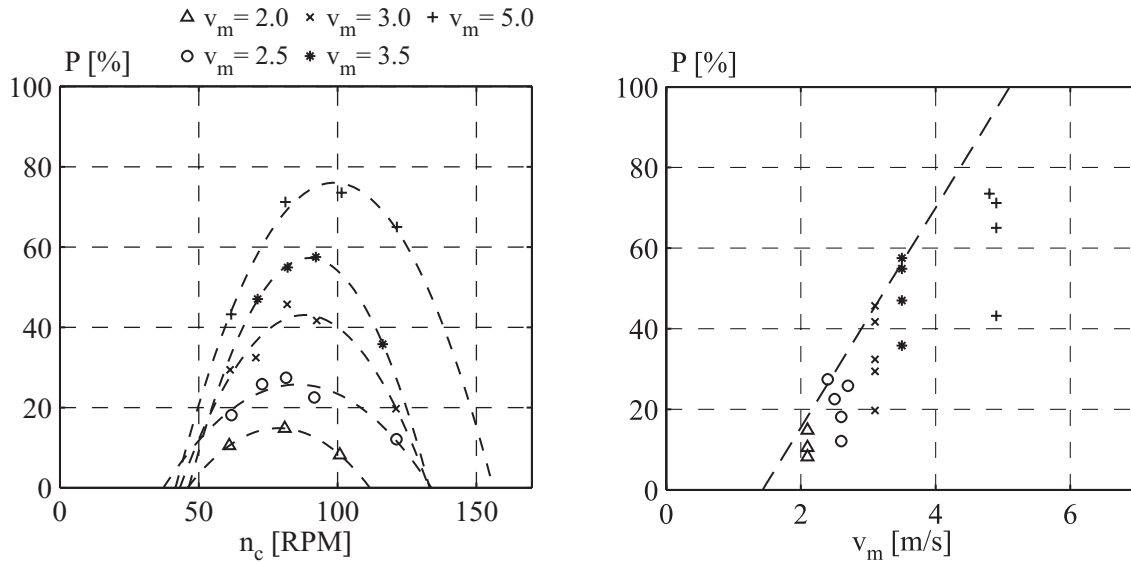 △ v_m= 2.0 × v_m= 3.0 + v_m= 5.0
○ v_m= 2.5 * v_m= 3.5
P [%]
100
80
60
40
20
0
0 50 100 150
n_c [RPM]
P [%]
100
80
60
40
20
0
0 2 4 6
v_m [m/s]